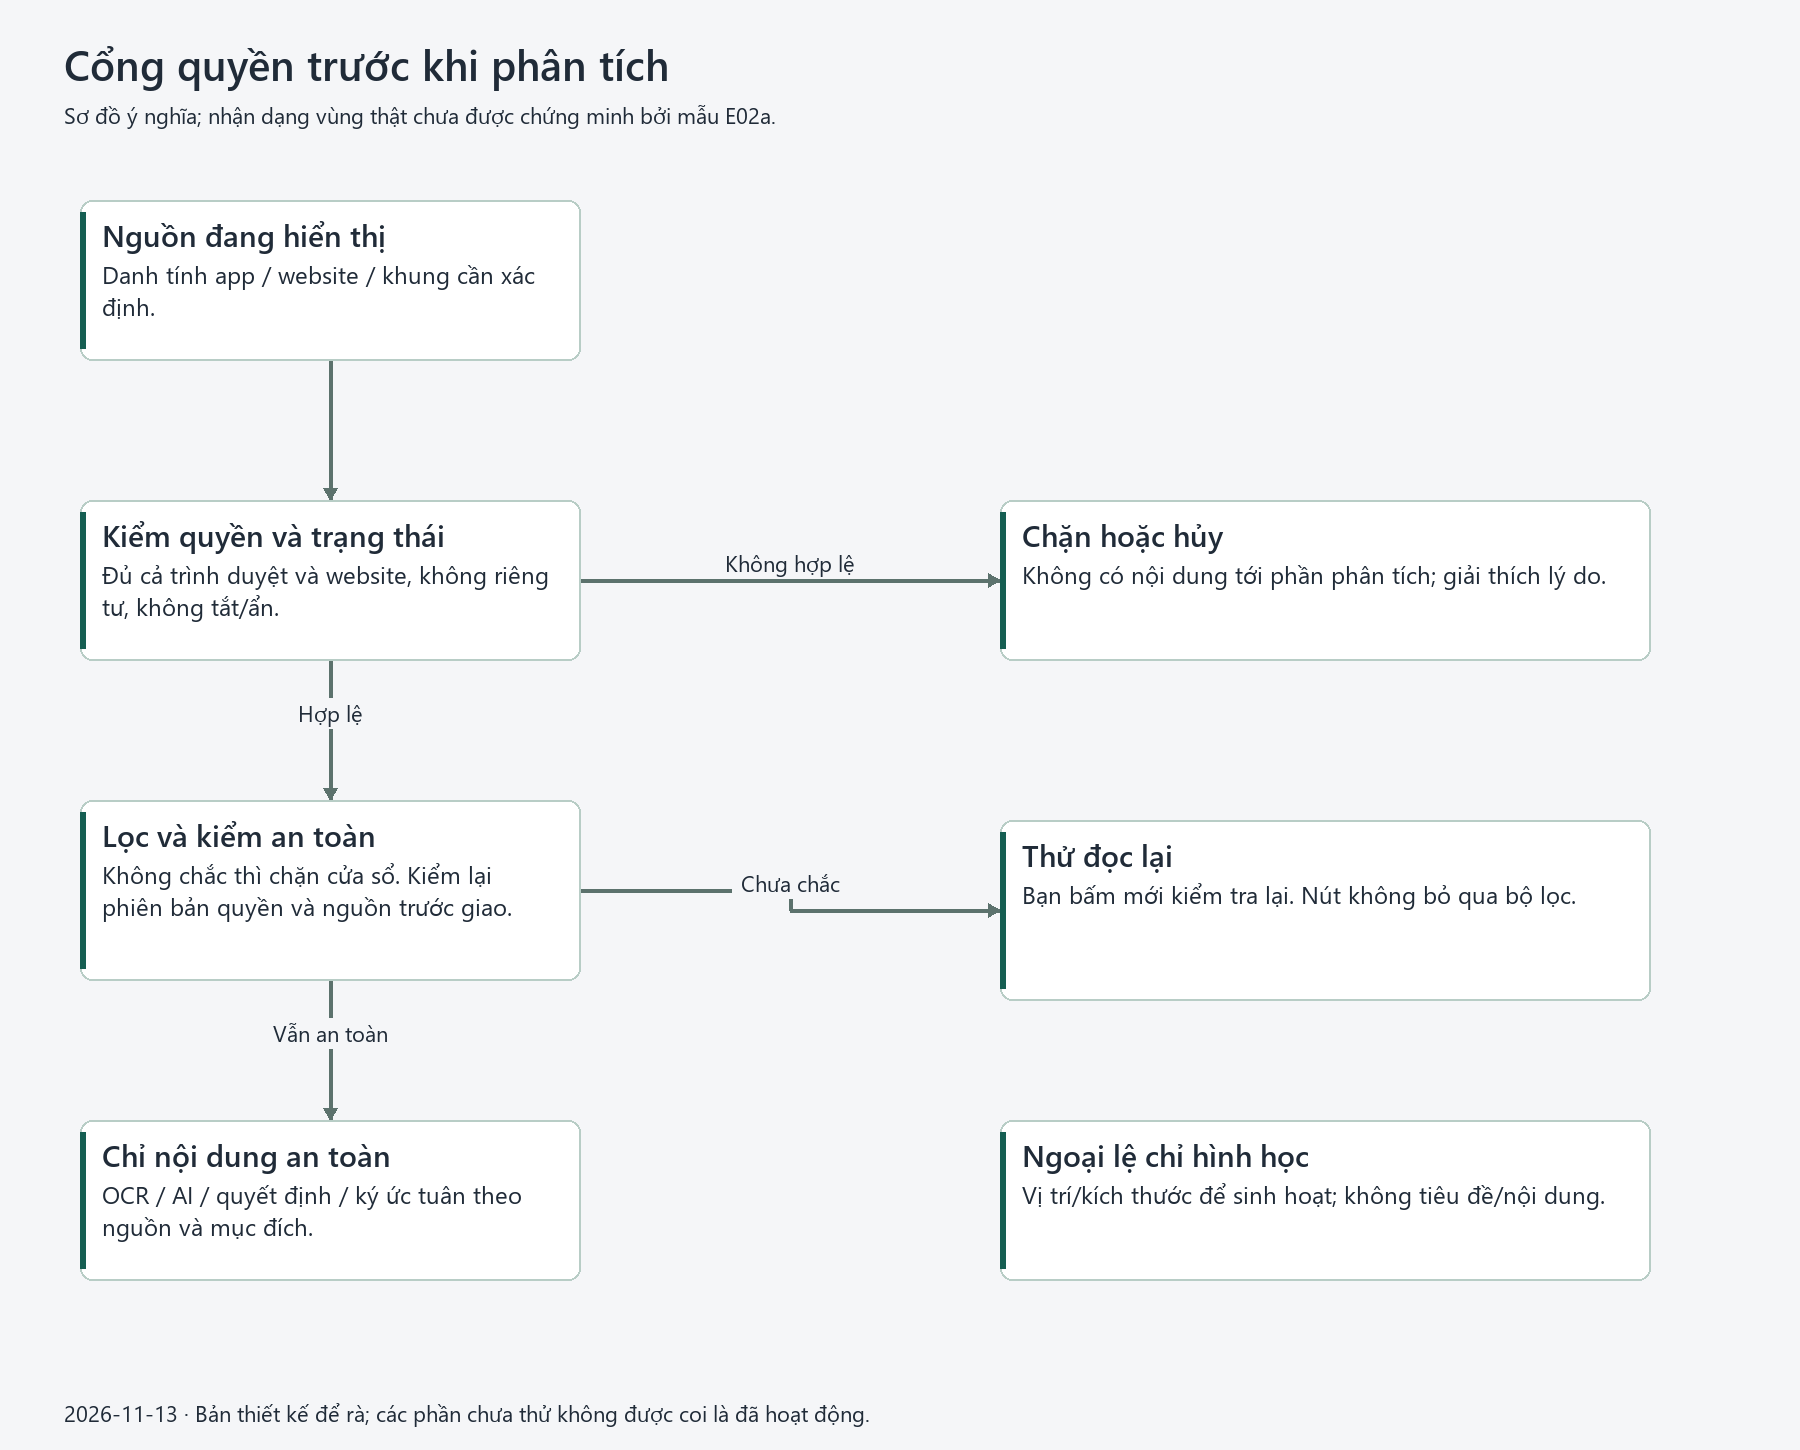 Cổng quyền trước khi phân tích
Sơ đồ ý nghĩa; nhận dạng vùng thật chưa được chứng minh bởi mẫu E02a.
Nguồn đang hiển thị
Danh tính app / website / khung cần xác
định.
Kiểm quyền và trạng thái
Đủ cả trình duyệt và website, không riêng
tư, không tắt/ẩn.
Không hợp lệ
Chặn hoặc hủy
Không có nội dung tới phần phân tích; giải thích lý do.
Hợp lệ
Lọc và kiểm an toàn
Không chắc thì chặn cửa sổ. Kiểm lại
phiên bản quyền và nguồn trước giao.
Chưa chắc
Thử đọc lại
Bạn bấm mới kiểm tra lại. Nút không bỏ qua bộ lọc.
Vẫn an toàn
Chỉ nội dung an toàn
OCR / AI / quyết định / ký ức tuân theo
nguồn và mục đích.
Ngoại lệ chỉ hình học
Vị trí/kích thước để sinh hoạt; không tiêu đề/nội dung.
2026-11-13 · Bản thiết kế để rà; các phần chưa thử không được coi là đã hoạt động.